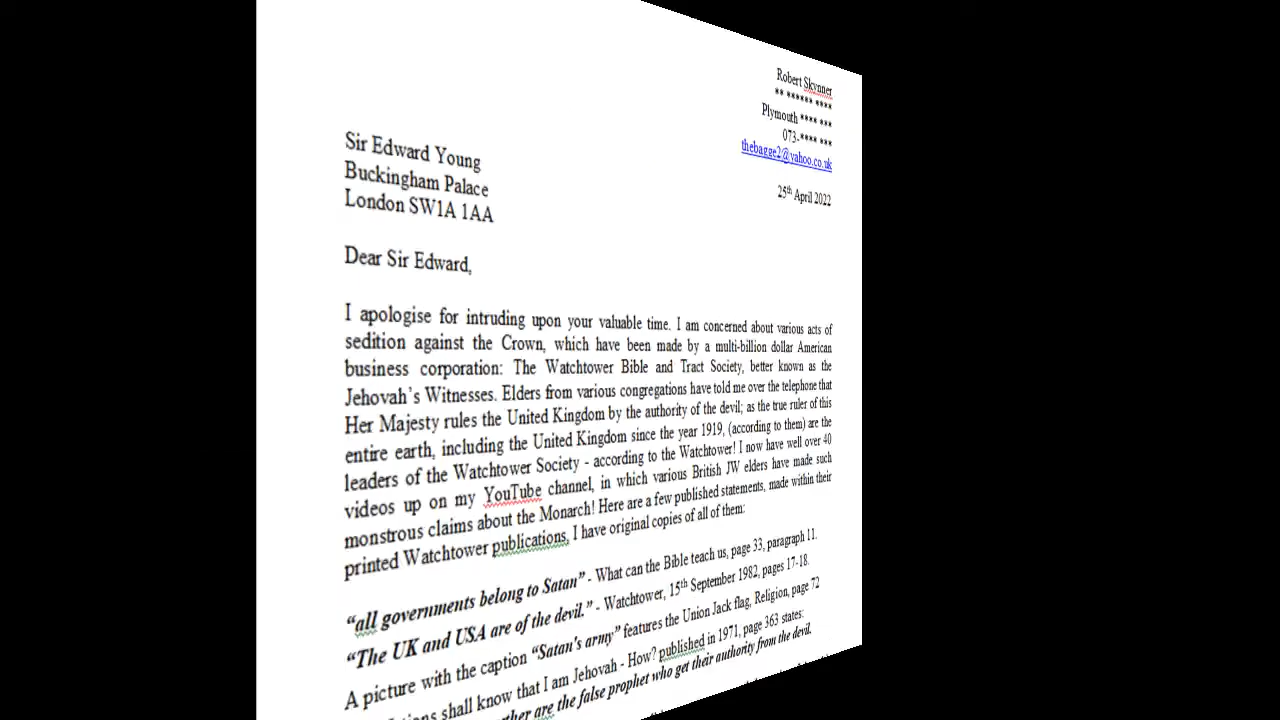 Robert Skynner
** ****** ****
Plymouth **** ***
073-**** ***
thebagge2@yahoo.co.uk
25th April 2022
Sir Edward Young
Buckingham Palace
London SW1A 1AA
Dear Sir Edward,
I apologise for intruding upon your valuable time. I am concerned about various acts of
sedition against the Crown, which have been made by a multi-billion dollar American
business corporation: The Watchtower Bible and Tract Society, better known as the
Jehovah's Witnesses. Elders from various congregations have told me over the telephone that
Her Majesty rules the United Kingdom by the authority of the devil; as the true ruler of this
entire earth, including the United Kingdom since the year 1919, (according to them) are the
leaders of the Watchtower Society - according to the Watchtower! I now have well over 40
videos up on my YouTube channel, in which various British JW elders have made such
monstrous claims about the Monarch! Here are a few published statements, made within their
printed Watchtower publications, I have original copies of all of them:
“all governments belong to Satan” - What can the Bible teach us, page 33, paragraph 11.
“The UK and USA are of the devil.” - Watchtower, 15th September 1982, pages 17-18.
A picture with the caption “Satan's army” features the Union Jack flag, Religion, page 72
shall know that I am Jehovah - How? published in 1971, page 363 states:
are the false prophet who get their authority from the devil.